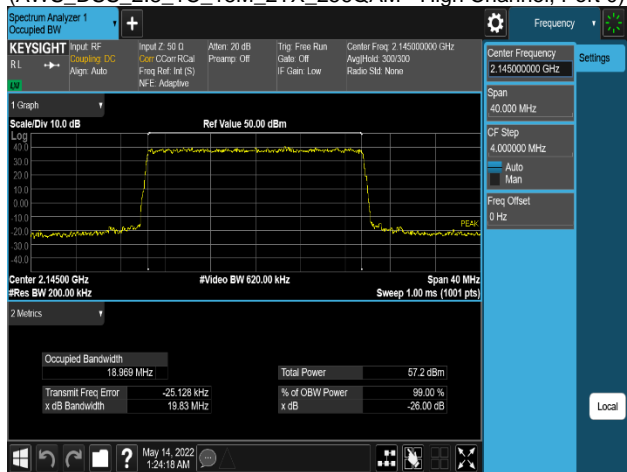 Spectrum Analyzer 1
Occupied BW
Frequency
KEYSIGHT
Input: RF
Coupling: DC
Align: Auto
Input Z: 50 Ω
Corr CCorr RCal
Freq Ref: Int (S)
NFE: Adaptive
Atten: 20 dB
Preamp: Off
Trig: Free Run
Gate: Off
IF Gain: Low
Center Freq: 2.145000000 GHz
Avg|Hold: 300/300
Radio Std: None
RL
Center Frequency
2.145000000 GHz
Settings
Span
40.000 MHz
CF Step
4.000000 MHz
Auto
Man
Freq Offset
0 Hz
1 Graph
Scale/Div 10.0 dB
Ref Value 50.00 dBm
Log
40.0
30.0
20.0
10.0
0.00
-10.0
-20.0
-30.0
-40.0
PEAK
Center 2.14500 GHz
#Video BW 620.00 kHz
Span 40 MHz
#Res BW 200.00 kHz
Sweep 1.00 ms (1001 pts)
2 Metrics
Occupied Bandwidth
18.969 MHz
Total Power
57.2 dBm
Transmit Freq Error
-25.128 kHz
% of OBW Power
99.00 %
x dB Bandwidth
19.83 MHz
x dB
-26.00 dB
Local
May 14, 2022
1:24:18 AM